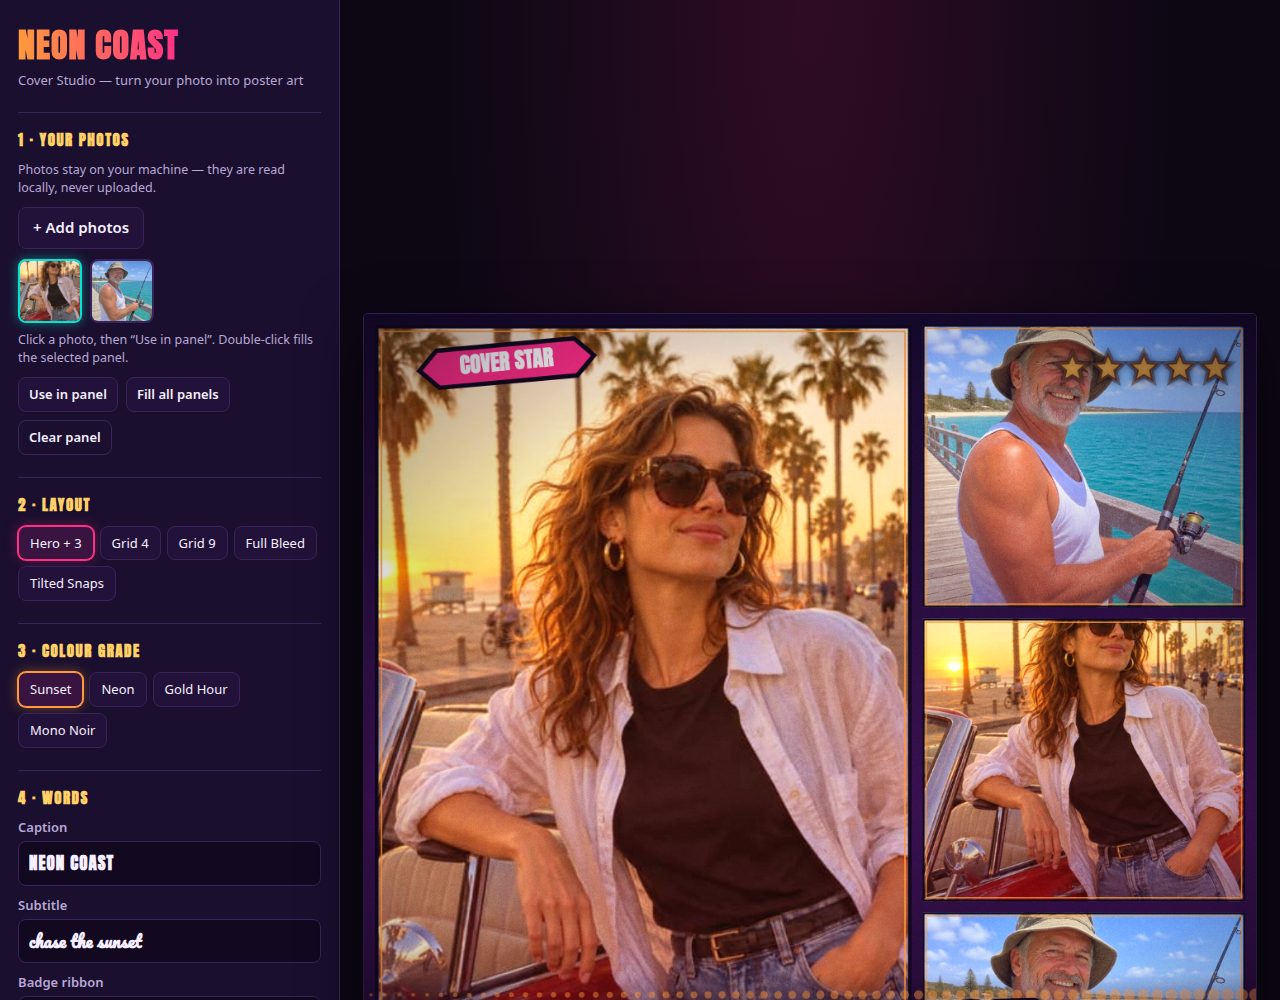 NEON COAST
Cover Studio — turn your photo into poster art
1 · YOUR PHOTOS
Photos stay on your machine — they are read
locally, never uploaded.
+ Add photos
Click a photo, then “Use in panel”. Double-click fills
the selected panel.
Use in panel
Fill all panels
Clear panel
2 · LAYOUT
Hero + 3
Grid 4
Grid 9
Full Bleed
Tilted Snaps
3 · COLOUR GRADE
Sunset
Neon
Gold Hour
Mono Noir
4 · WORDS
Caption
NEON COAST
Subtitle
chase the sunset
Badge ribbon
COVER STAR